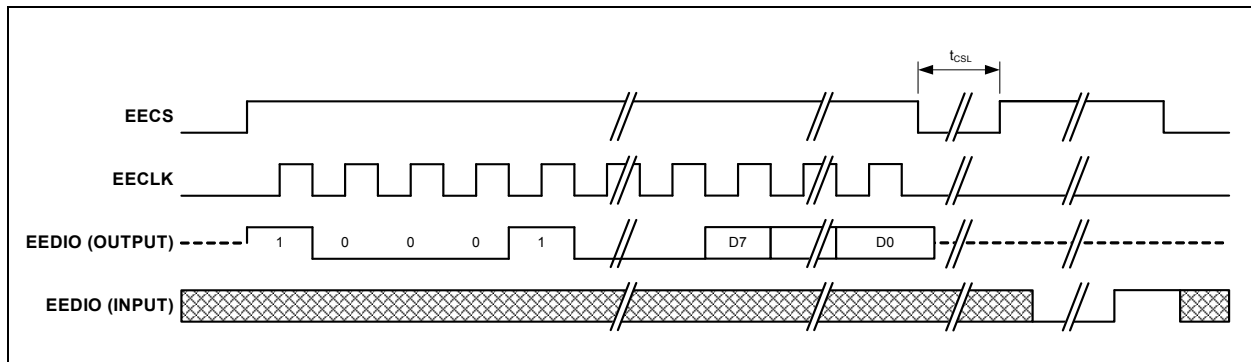 tCSL
EECS
EECLK
EEDIO (OUTPUT)
1 0 0 0 1 D7 D0
EEDIO (INPUT)